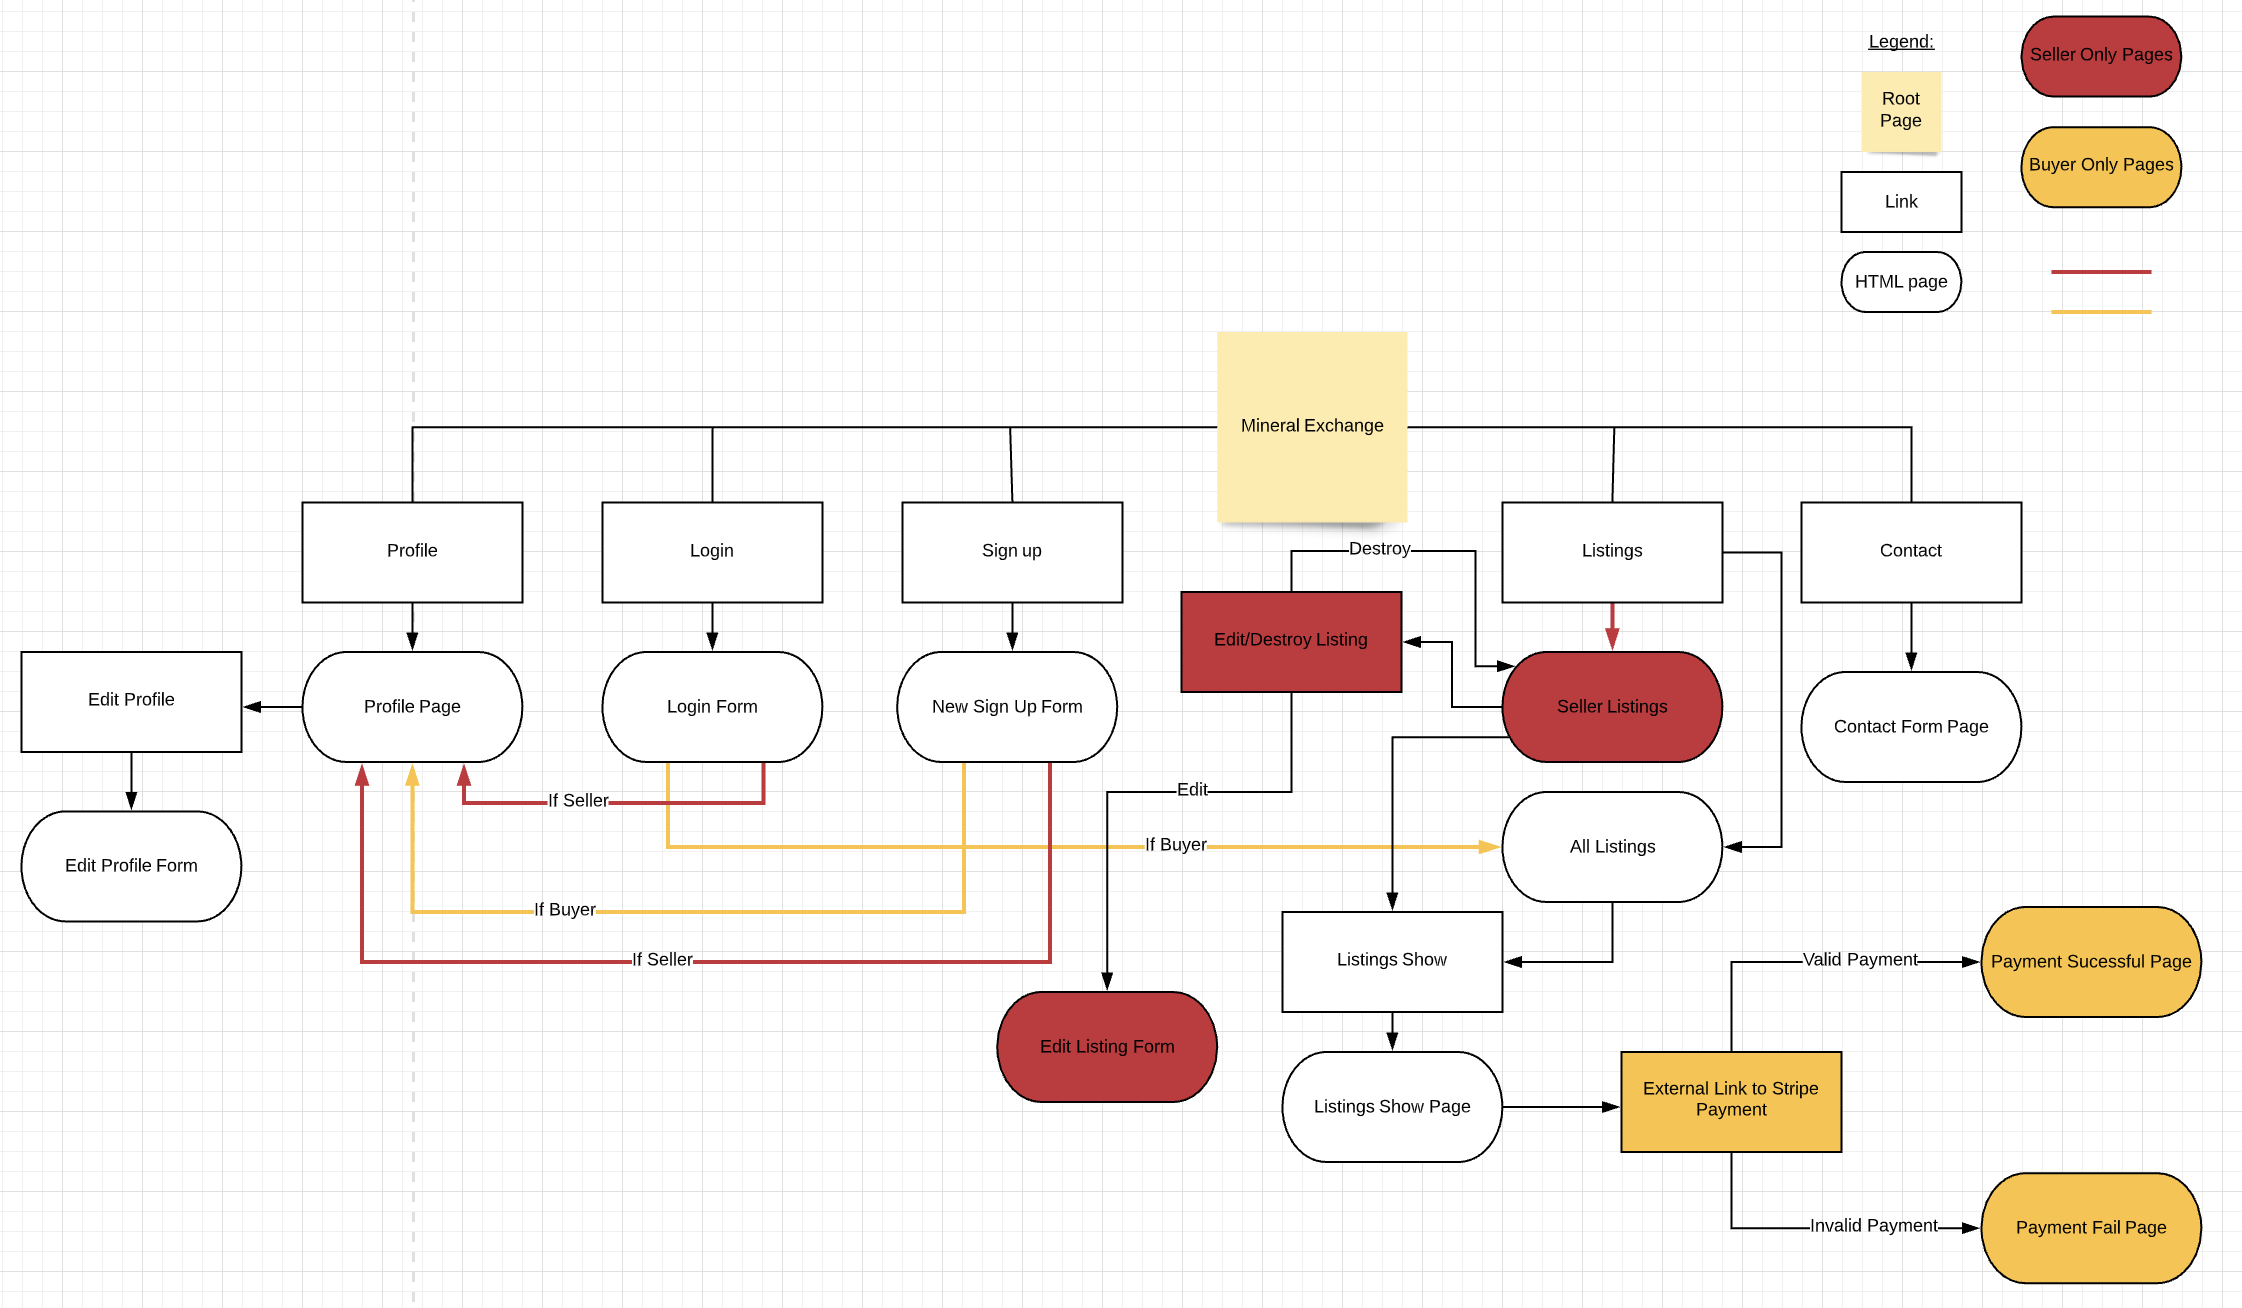 Legend:
Seller Only Pages
Root
Page
Buyer Only Pages
Link
HTML page
Mineral Exchange
Profile
Login
Sign up
Destroy
Listings
Contact
Edit/Destroy Listing
Edit Profile
Profile Page
Login Form
New Sign Up Form
Seller Listings
Contact Form Page
Edit
If Seller
If Buyer
All Listings
Edit Profile Form
If Buyer
If Seller
Listings Show
Valid Payment
Payment Sucessful Page
Edit Listing Form
External Link to Stripe
Payment
Listings Show Page
Invalid Payment
Payment Fail Page